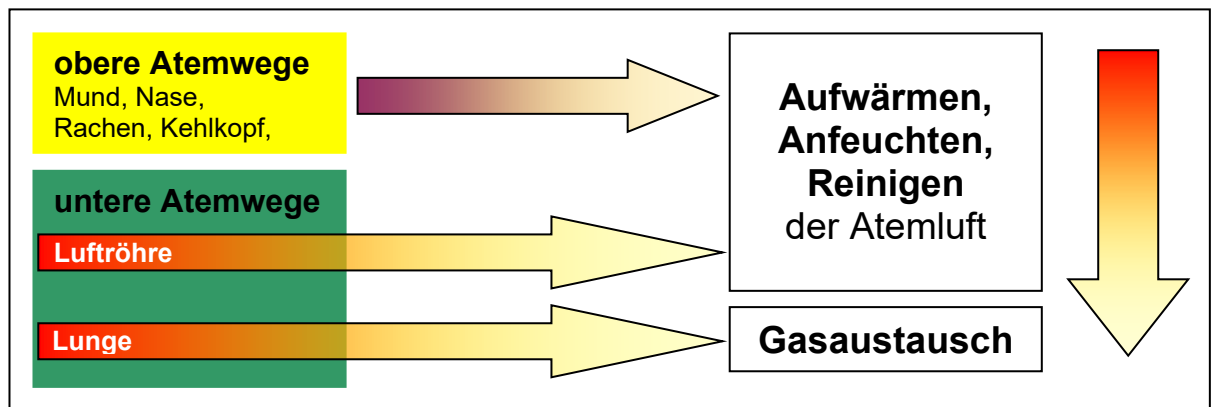 obere Atemwege
Mund, Nase,
Rachen, Kehlkopf,
Aufwärmen,
Anfeuchten,
Reinigen
der Atemluft
untere Atemwege
Luftröhre
Lunge
Gasaustausch